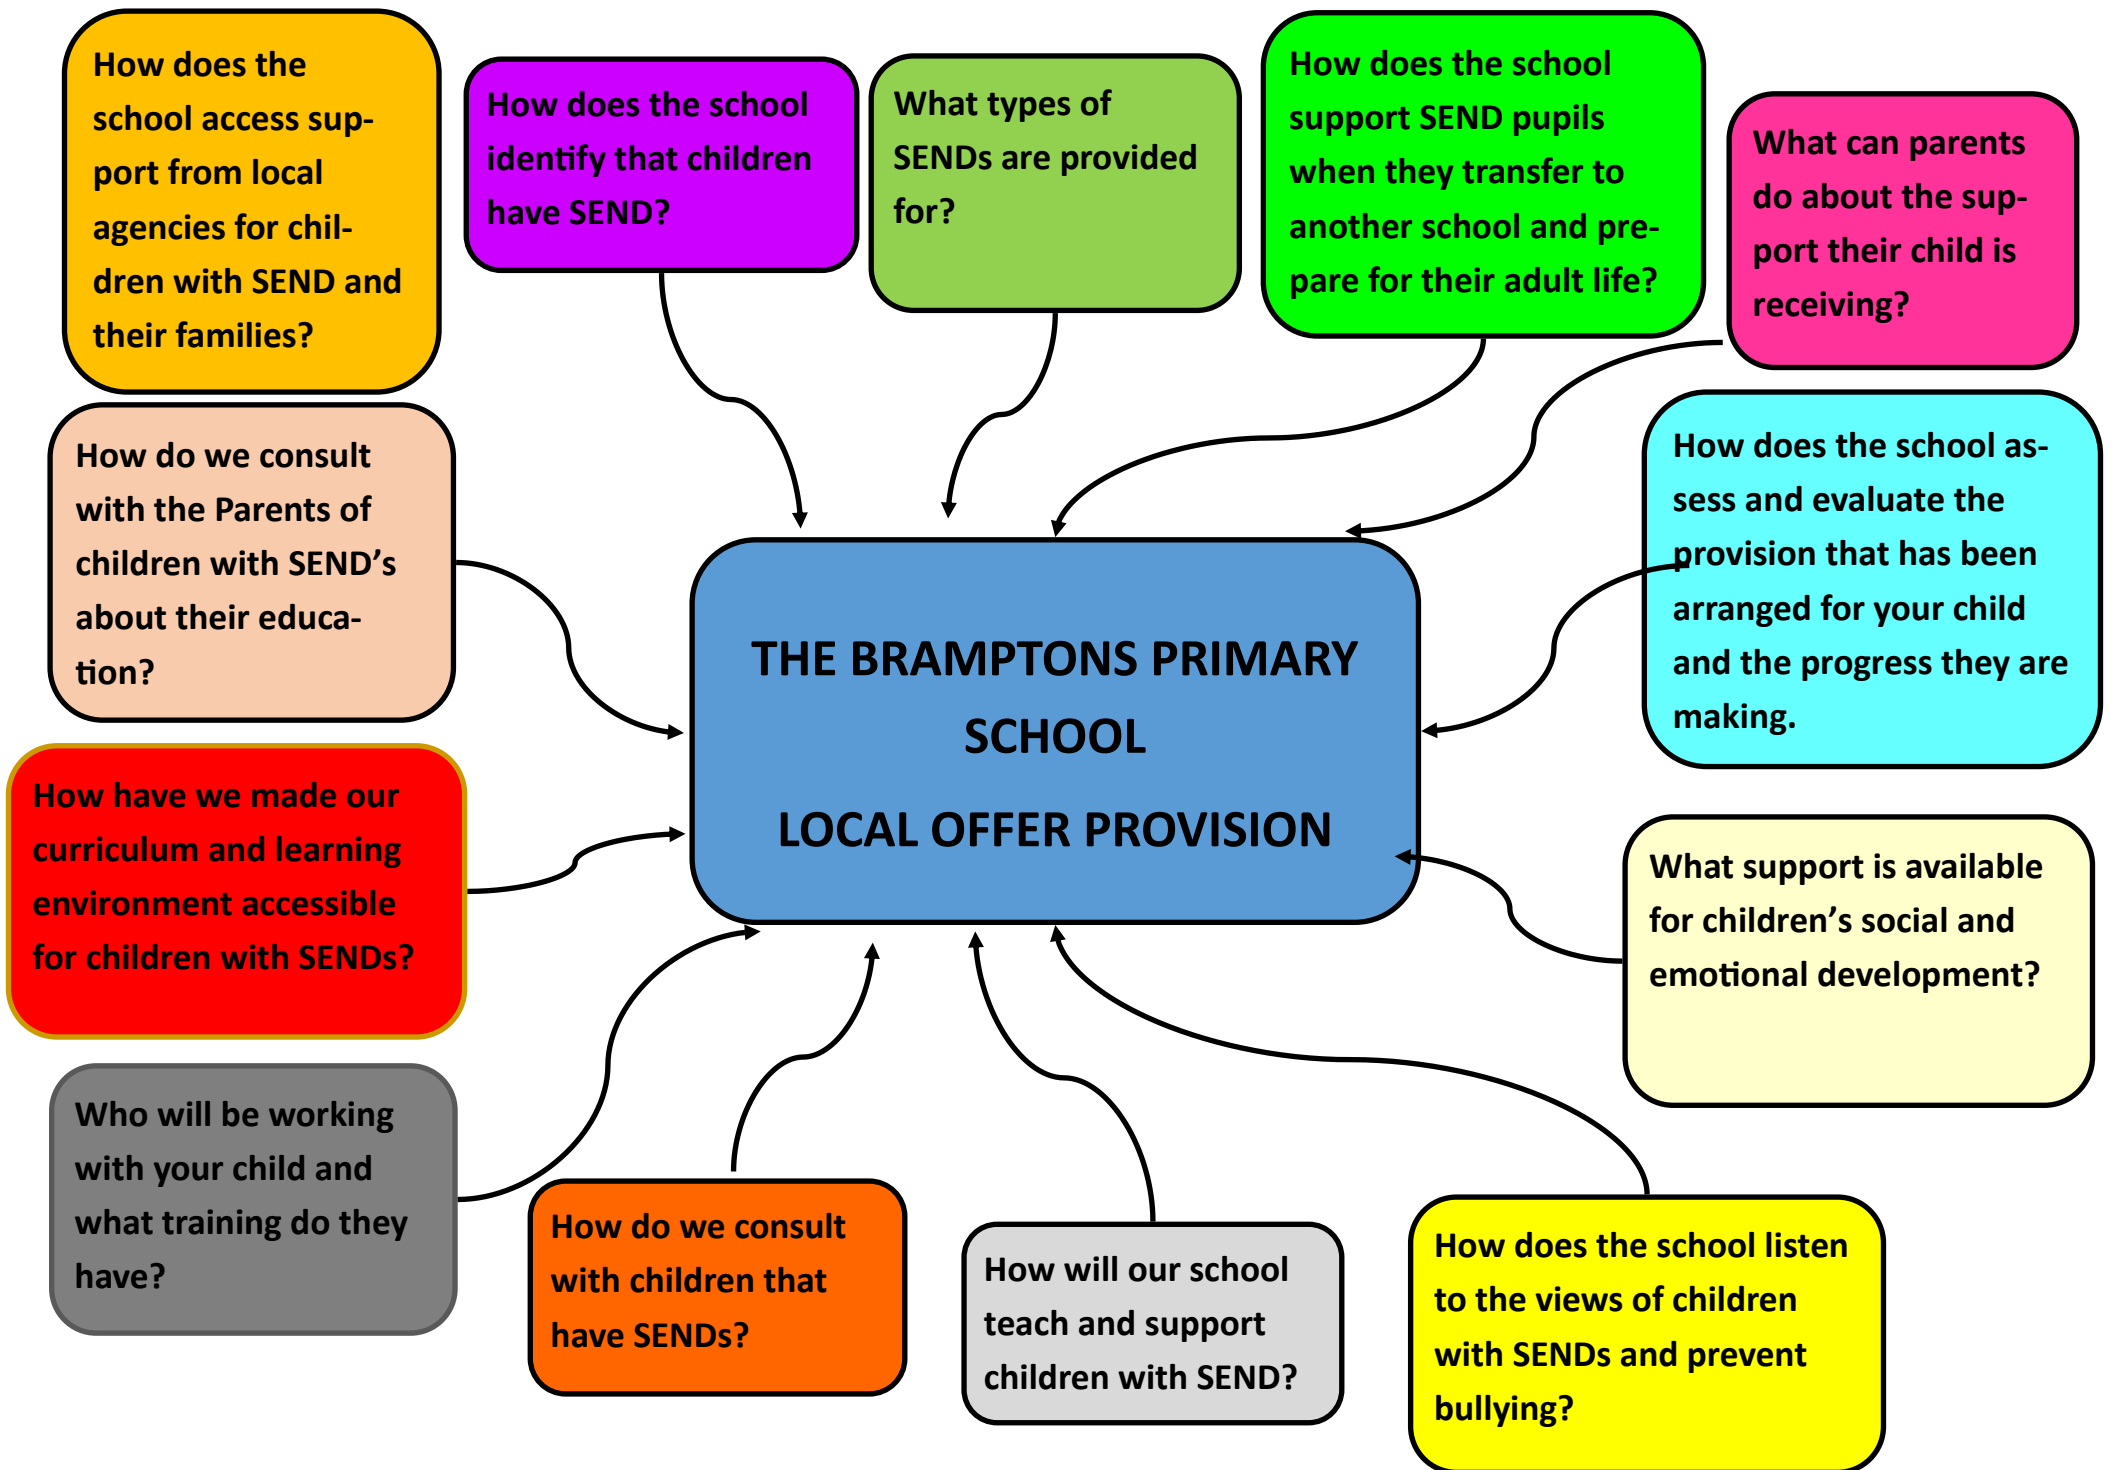 How does the
school access sup-
port from local
agencies for chil-
dren with SEND and
their families?
How does the school
identify that children
have SEND?
What types of
SENDs are provided
for?
How does the school
support SEND pupils
when they transfer to
another school and pre-
pare for their adult life?
What can parents
do about the sup-
port their child is
receiving?
How do we consult
with the Parents of
children with SEND’s
about their educa-
tion?
THE BRAMPTONS PRIMARY
SCHOOL
LOCAL OFFER PROVISION
How does the school as-
sess and evaluate the
provision that has been
arranged for your child
and the progress they are
making.
How have we made our
curriculum and learning
environment accessible
for children with SENDs?
What support is available
for children’s social and
emotional development?
Who will be working
with your child and
what training do they
have?
How do we consult
with children that
have SENDs?
How will our school
teach and support
children with SEND?
How does the school listen
to the views of children
with SENDs and prevent
bullying?